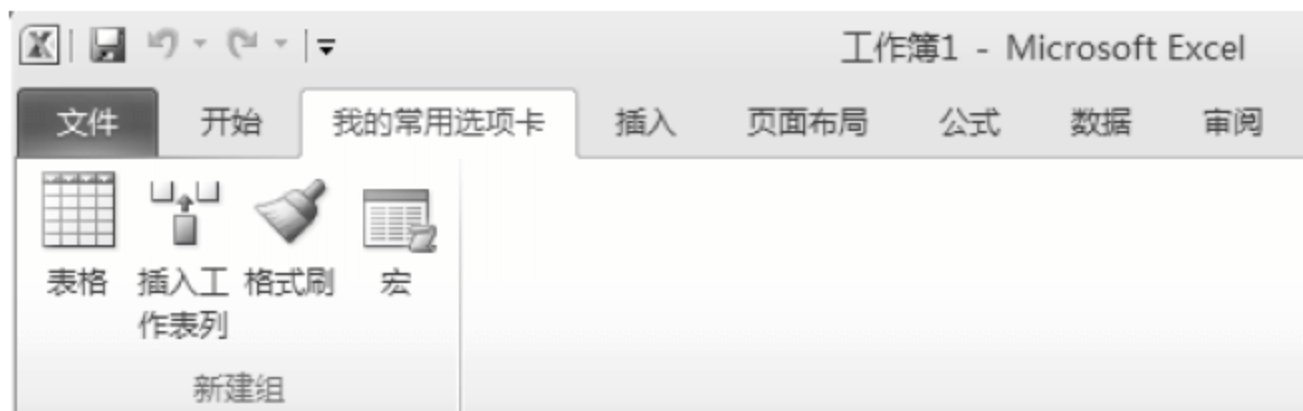 工作簿1 - Microsoft Excel
文件 开始 我的常用选项卡 插入 页面布局 公式 数据 审阅
表格 插入工作表列 格式刷 宏
新建组